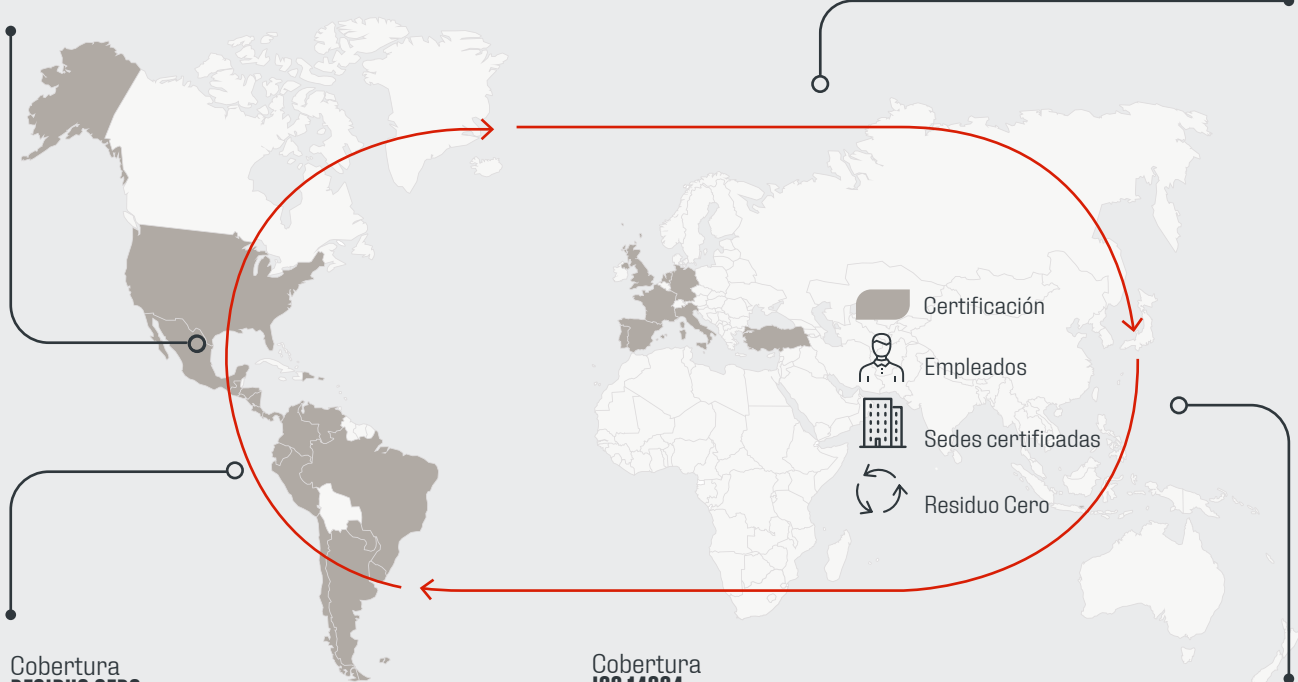 Certificación
Empleados
Sedes certificadas
Residuo Cero
Cobertura
Cobertura